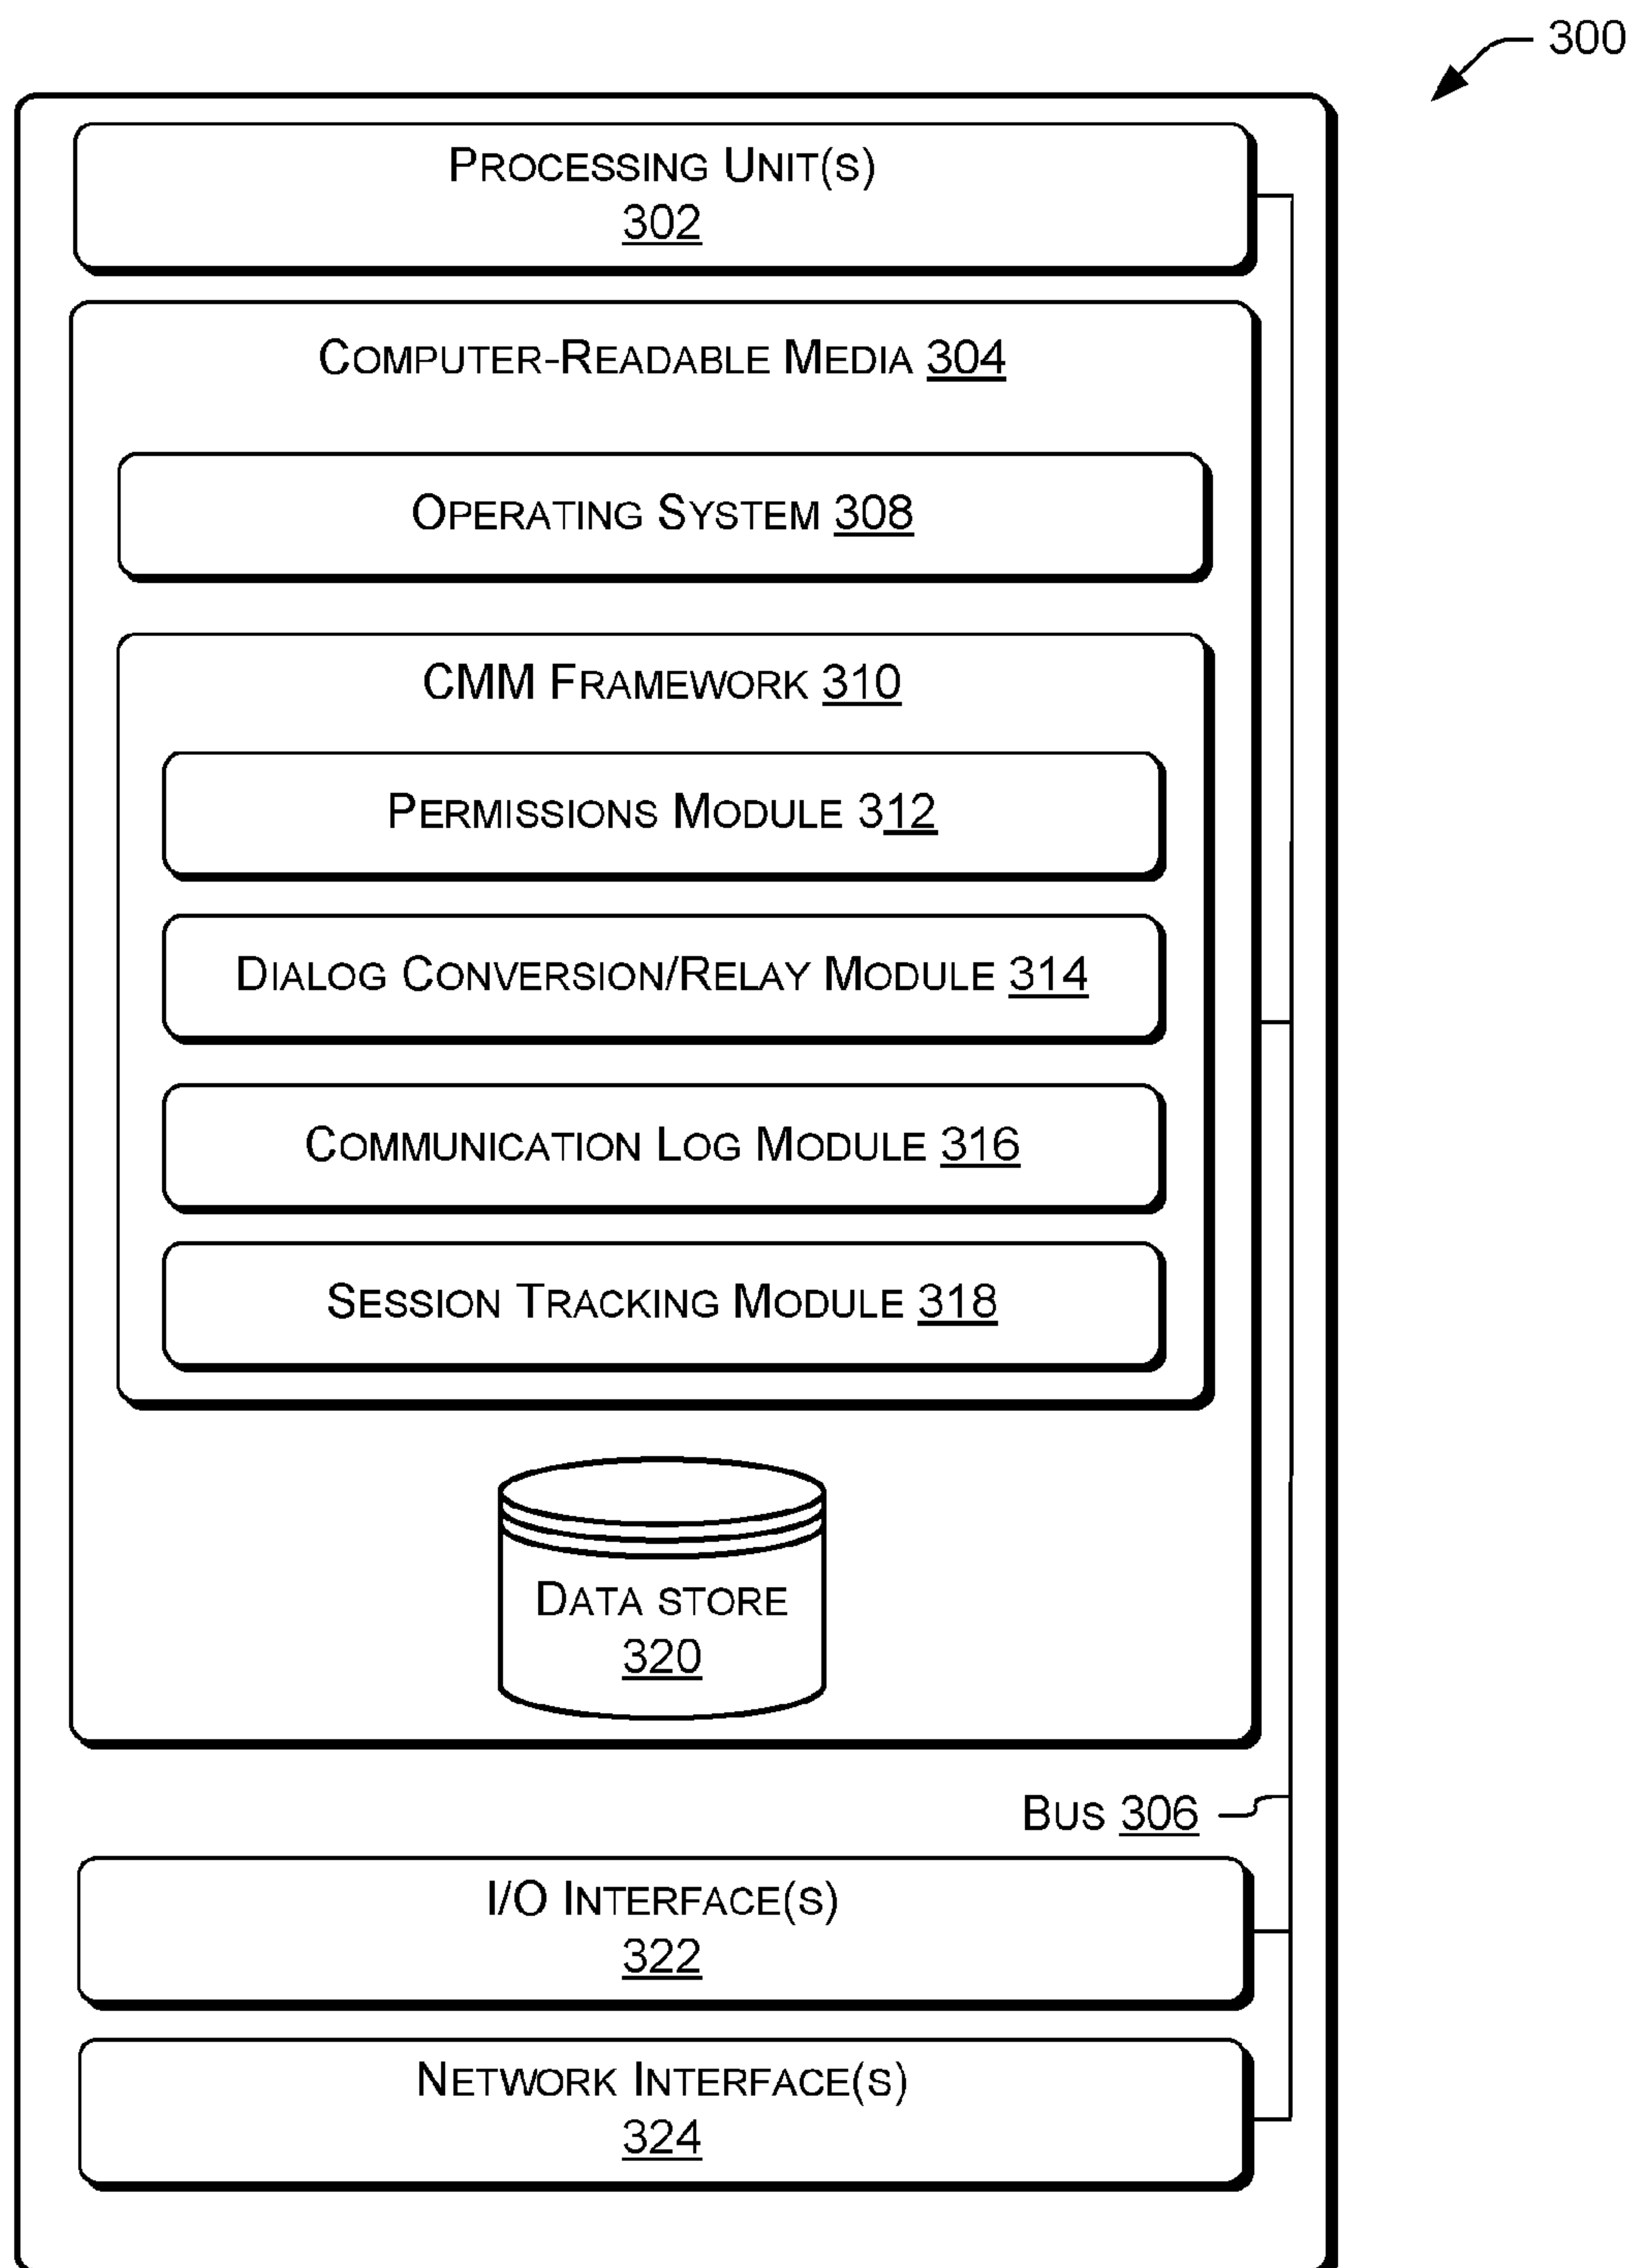 300
PROCESSING UNIT(S)
302
COMPUTER-READABLE MEDIA 304
OPERATING SYSTEM 308
CMM FRAMEWORK 310
PERMISSIONS MODULE 312
DIALOG CONVERSION/RELAY MODULE 314
COMMUNICATION LOG MODULE 316
SESSION TRACKING MODULE 318
DATA STORE
320
BUS 306
I/O INTERFACE(S)
322
NETWORK INTERFACE(S)
324